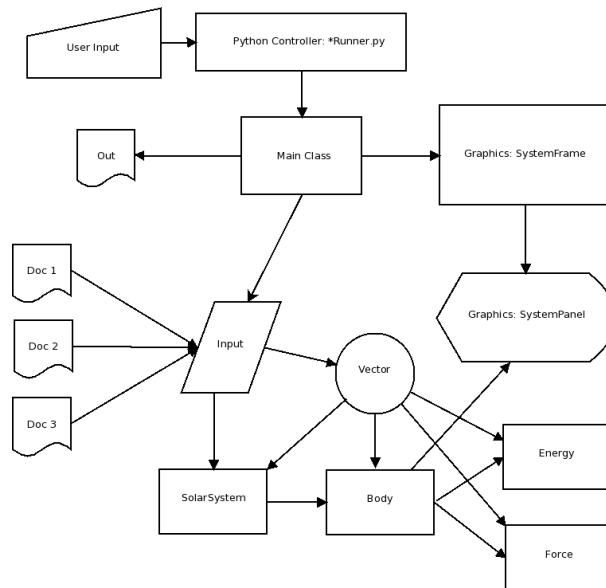 User Input
Python Controller: *Runner.py
Out
Main Class
Graphics: SystemFrame
Doc 1
Doc 2
Doc 3
Input
Vector
Graphics: SystemPanel
SolarSystem
Body
Energy
Force